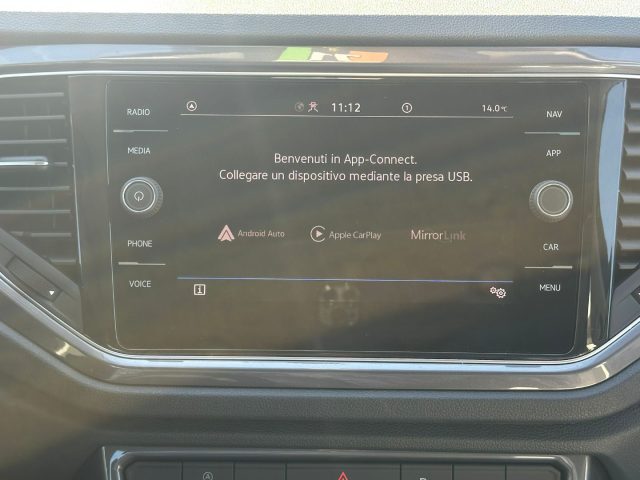 RADIO
MEDIA
PHONE
VOICE
11:12
1
14.0°C
Benvenuti in App-Connect.
Collegare un dispositivo mediante la presa USB.
Android Auto
Apple CarPlay
MirrorLink
i
NAV
APP
CAR
MENU